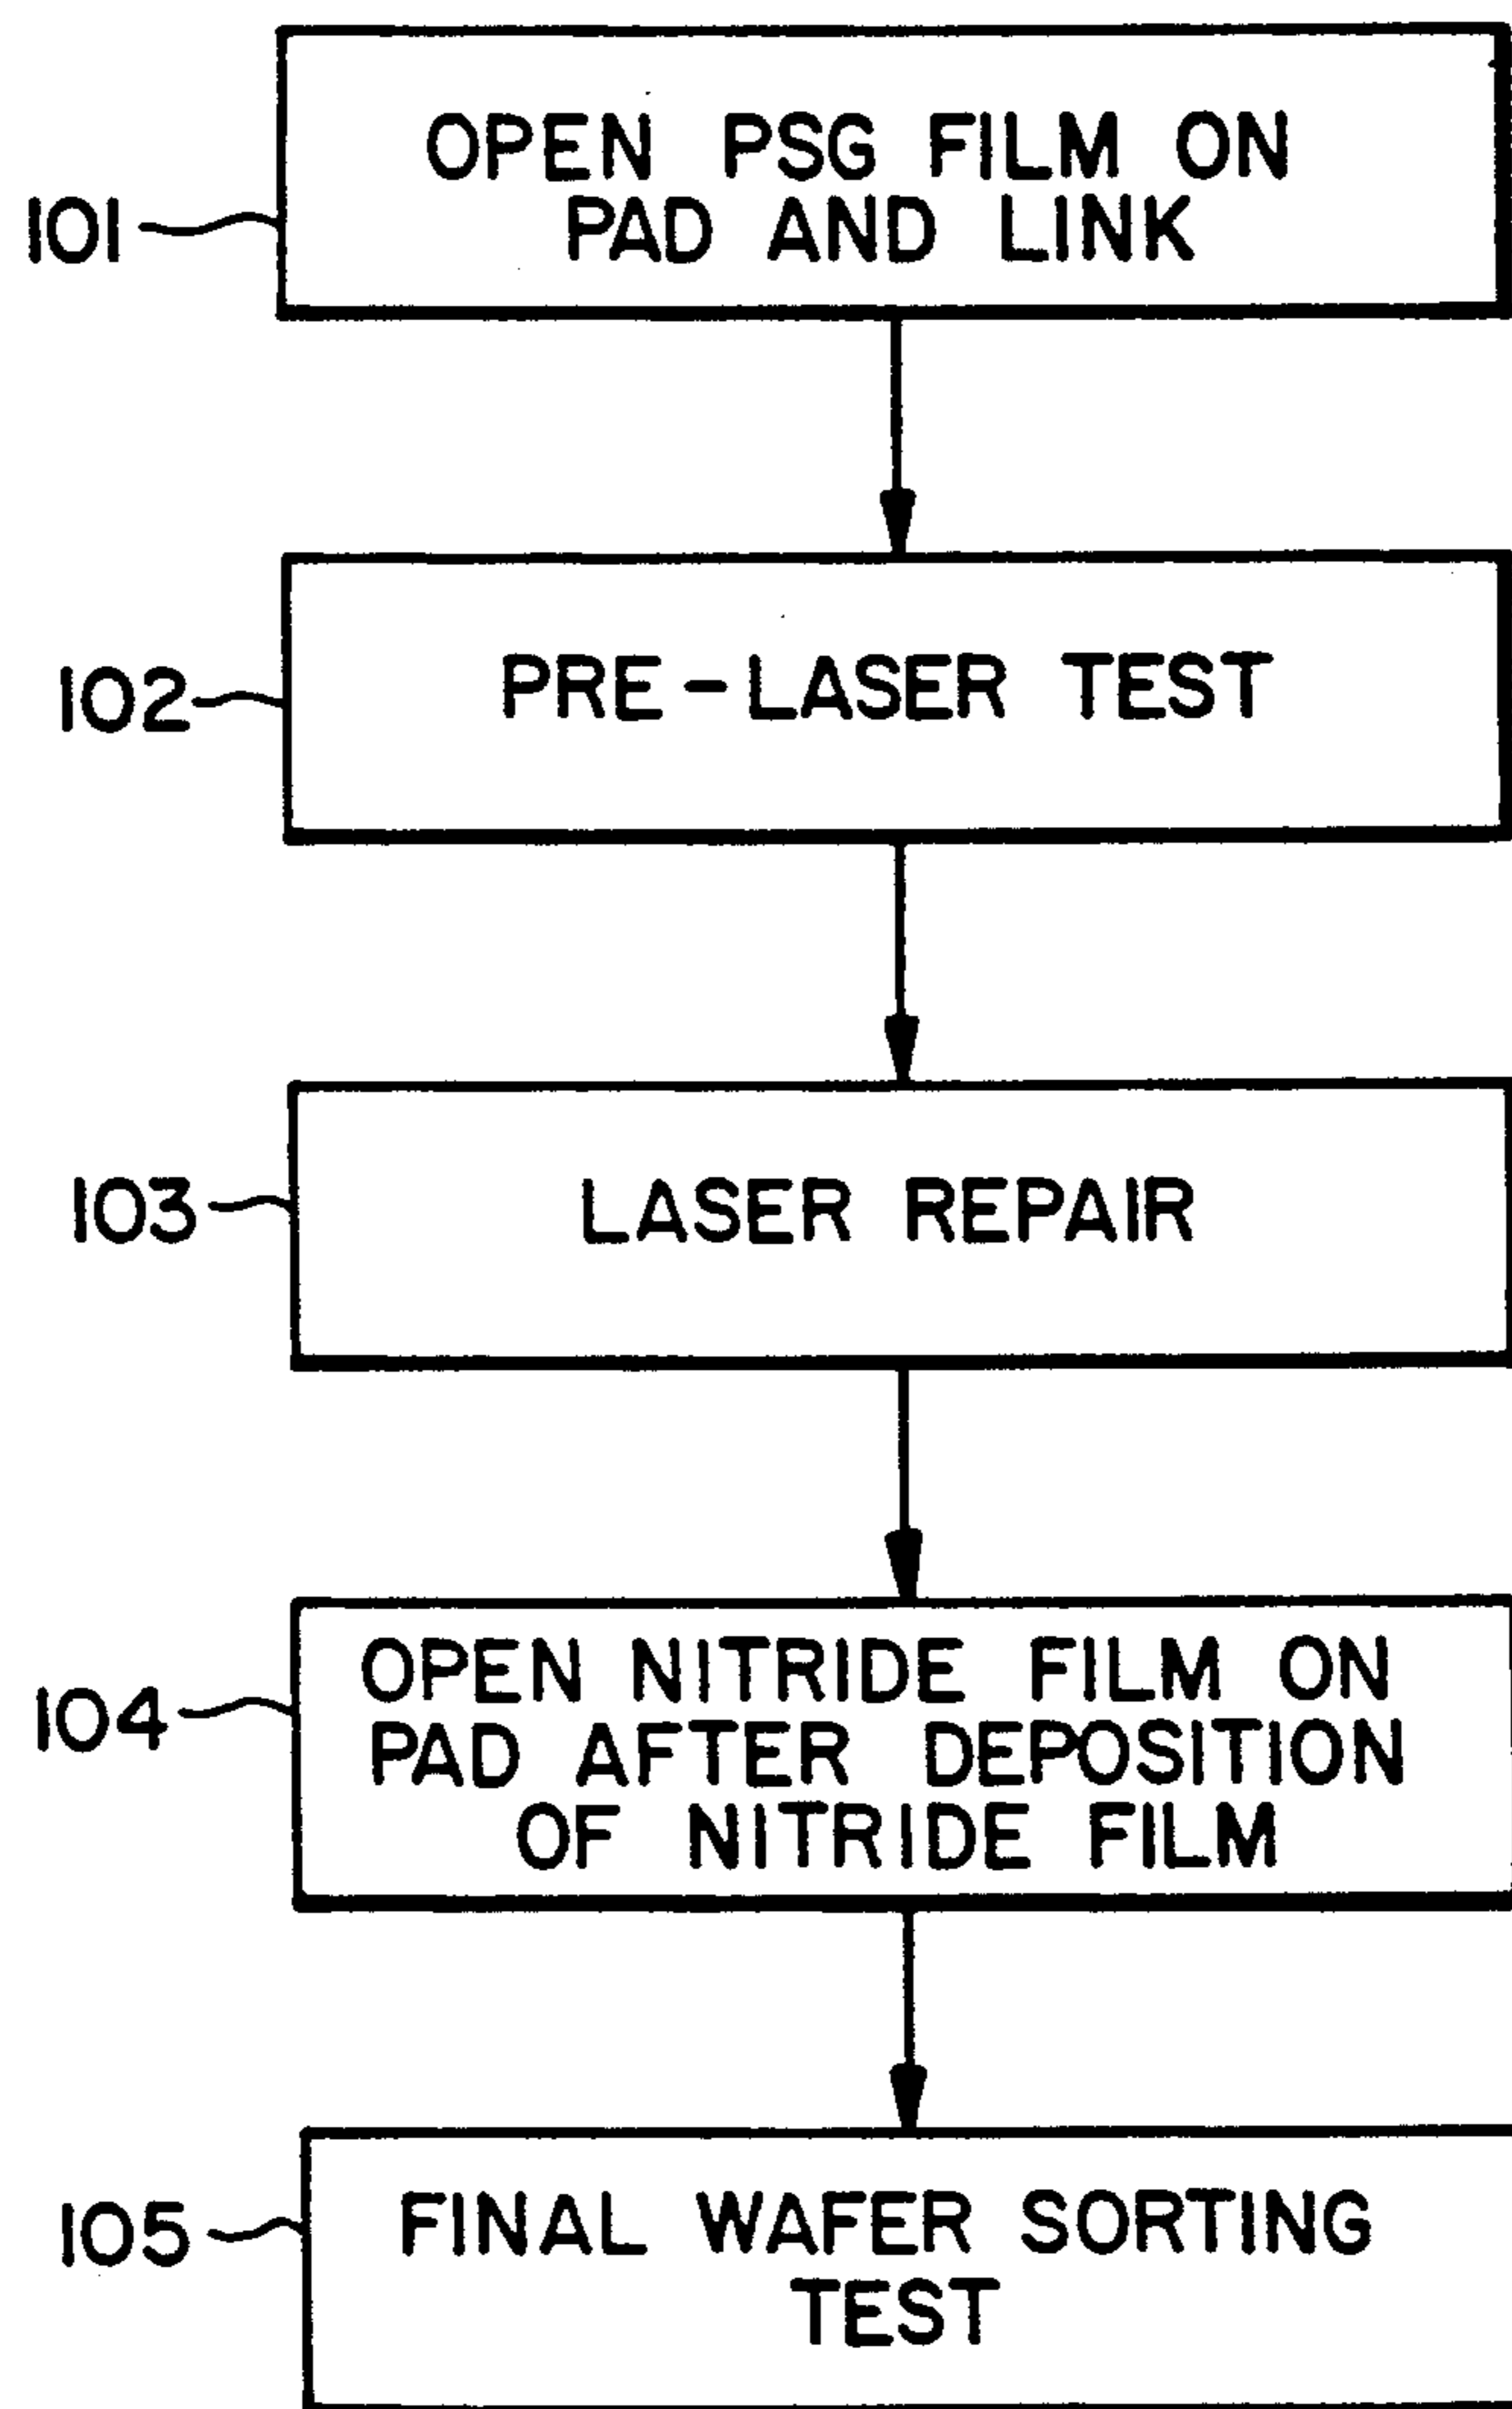 OPEN PSG FILM ON
PAD AND LINK
101
PRE-LASER TEST
102
LASER REPAIR
103
OPEN NITRIDE FILM ON
PAD AFTER DEPOSITION
OF NITRIDE FILM
104
FINAL WAFER SORTING
TEST
105